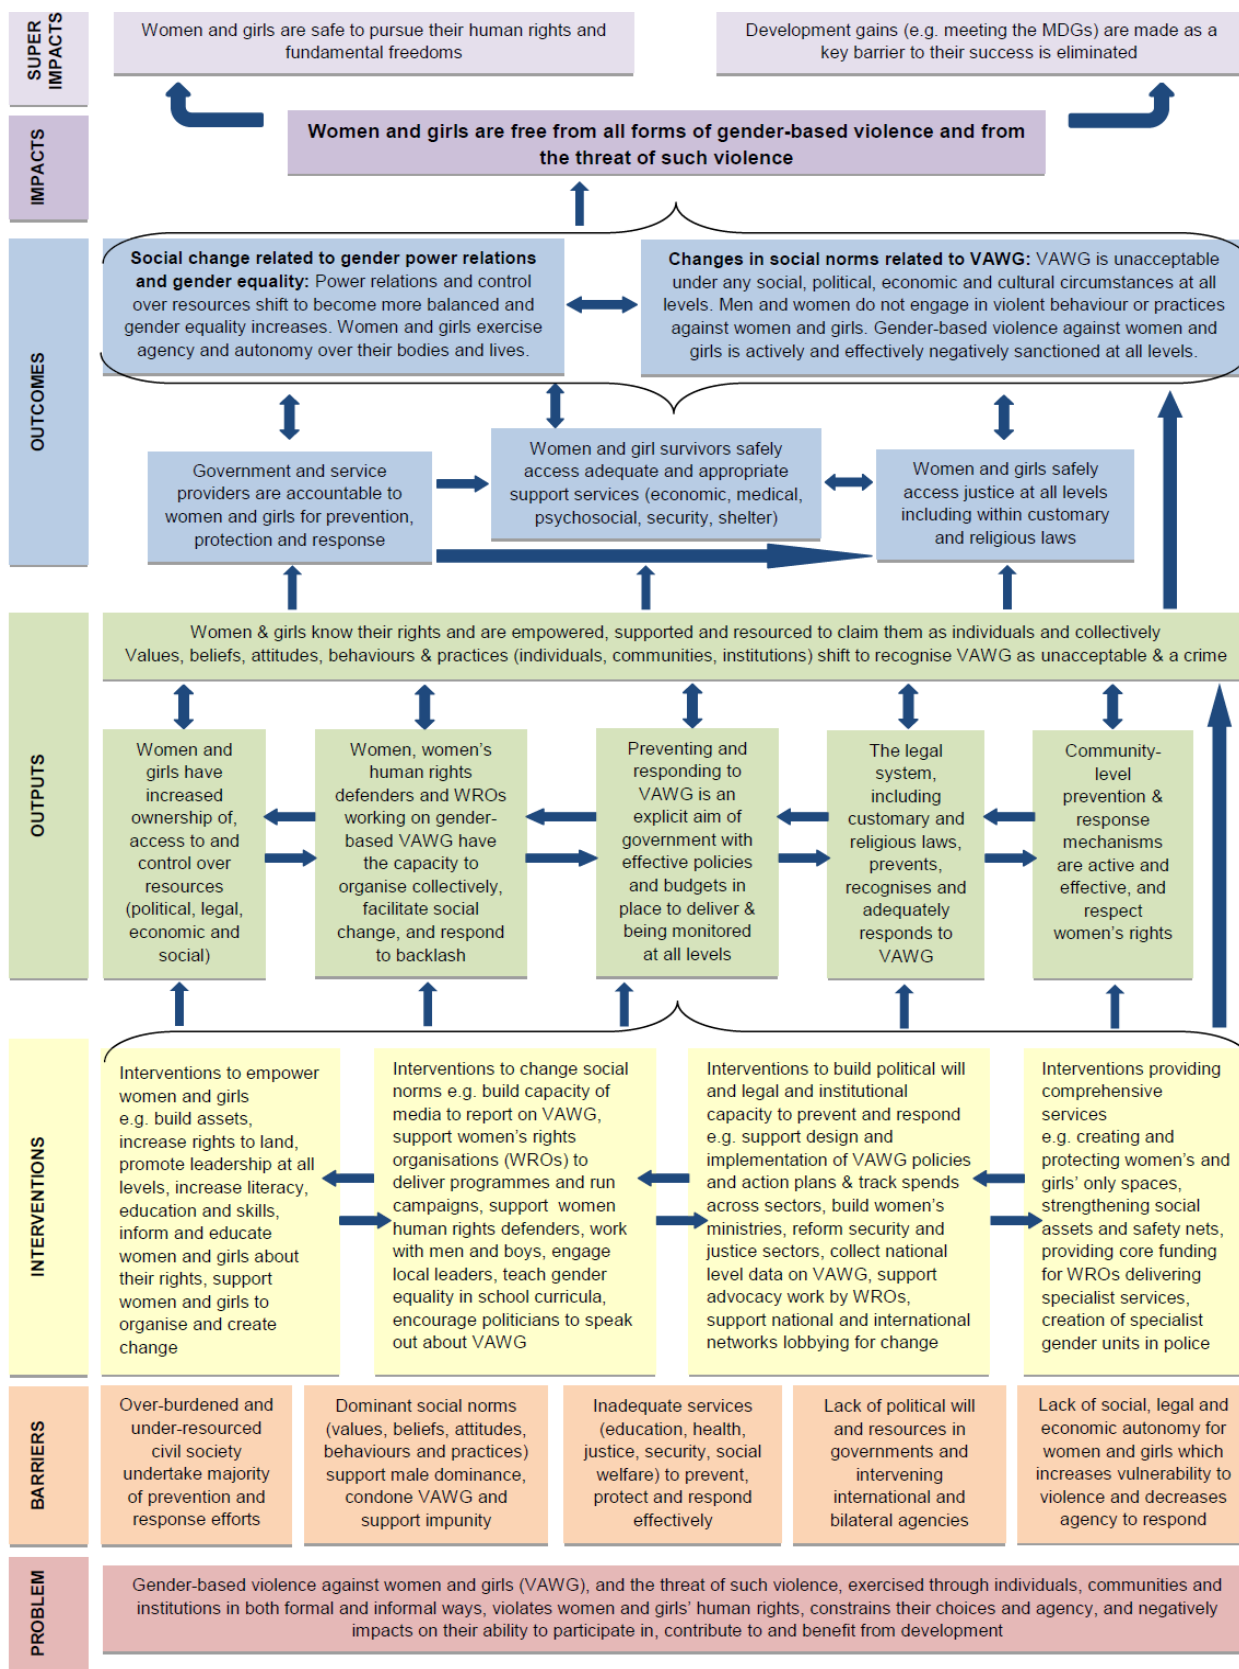 SUPER
IMPACTS
Women and girls are safe to pursue their human rights and
fundamental freedoms
Development gains (e.g. meeting the MDGs) are made as a
key barrier to their success is eliminated
IMPACTS
Women and girls are free from all forms of gender-based violence and from
the threat of such violence
OUTCOMES
Social change related to gender power relations
and gender equality: Power relations and control
over resources shift to become more balanced and
gender equality increases. Women and girls exercise
agency and autonomy over their bodies and lives.
Changes in social norms related to VAWG: VAWG is unacceptable
under any social, political, economic and cultural circumstances at all
levels. Men and women do not engage in violent behaviour or practices
against women and girls. Gender-based violence against women and
girls is actively and effectively negatively sanctioned at all levels.
Government and service
providers are accountable to
women and girls for prevention,
protection and response
Women and girl survivors safely
access adequate and appropriate
support services (economic, medical,
psychosocial, security, shelter)
Women and girls safely
access justice at all levels
including within customary
and religious laws
OUTPUTS
Women & girls know their rights and are empowered, supported and resourced to claim them as individuals and collectively
Values, beliefs, attitudes, behaviours & practices (individuals, communities, institutions) shift to recognise VAWG as unacceptable & a crime
Women and
girls have
increased
ownership of,
access to and
control over
resources
(political, legal,
economic and
social)
Women, women's
human rights
defenders and WROs
working on gender-
based VAWG have
the capacity to
organise collectively,
facilitate social
change, and respond
to backlash
Preventing and
responding to
VAWG is an
explicit aim of
government with
effective policies
and budgets in
place to deliver &
being monitored
at all levels
The legal
system,
including
customary and
religious laws,
prevents,
recognises and
adequately
responds to
VAWG
Community-
level
prevention &
response
mechanisms
are active and
effective, and
respect
women's rights
INTERVENTIONS
Interventions to empower
women and girls
e.g. build assets,
increase rights to land,
promote leadership at all
levels, increase literacy,
education and skills,
inform and educate
women and girls about
their rights, support
women and girls to
organise and create
change
Interventions to change social
norms e.g. build capacity of
media to report on VAWG,
support women's rights
organisations (WROs) to
deliver programmes and run
campaigns, support women
human rights defenders, work
with men and boys, engage
local leaders, teach gender
equality in school curricula,
encourage politicians to speak
out about VAWG
Interventions to build political will
and legal and institutional
capacity to prevent and respond
e.g. support design and
implementation of VAWG policies
and action plans & track spends
across sectors, build women's
ministries, reform security and
justice sectors, collect national
level data on VAWG, support
advocacy work by WROs,
support national and international
networks lobbying for change
Interventions providing
comprehensive
services
e.g. creating and
protecting women's and
girls' only spaces,
strengthening social
assets and safety nets,
providing core funding
for WROs delivering
specialist services,
creation of specialist
gender units in police
BARRIERS
Over-burdened and
under-resourced
civil society
undertake majority
of prevention and
response efforts
Dominant social norms
(values, beliefs, attitudes,
behaviours and practices)
support male dominance,
condone VAWG and
support impunity
Inadequate services
(education, health,
justice, security, social
welfare) to prevent,
protect and respond
effectively
Lack of political will
and resources in
governments and
intervening
international and
bilateral agencies
Lack of social, legal and
economic autonomy for
women and girls which
increases vulnerability to
violence and decreases
agency to respond
PROBLEM
Gender-based violence against women and girls (VAWG), and the threat of such violence, exercised through individuals, communities and
institutions in both formal and informal ways, violates women and girls' human rights, constrains their choices and agency, and negatively
impacts on their ability to participate in, contribute to and benefit from development